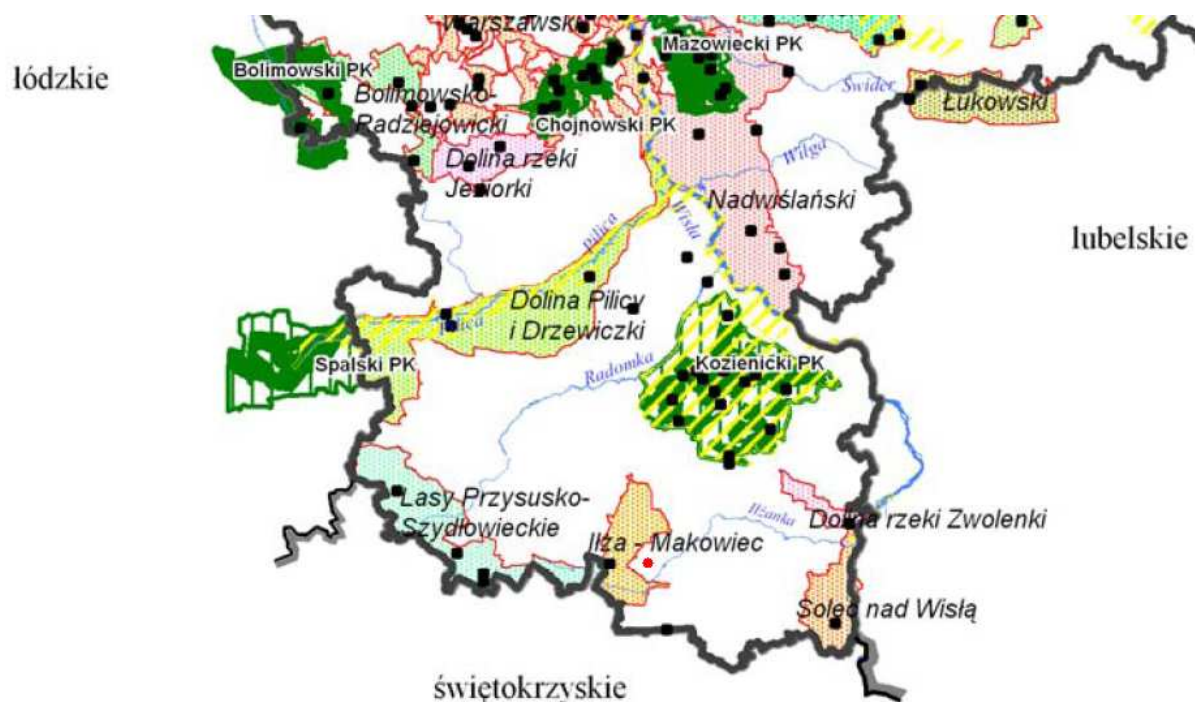 Warszawski
Mazowiecki PK
łódzkie
Bolimowski PK
Świder
Bolimowsko-
Radziejowicki
Łukowski
Chojnowski PK
Dolina rzeki
Jeziorki
Wilga
Nadwiślański
Wisła
Pilica
lubelskie
Dolina Pilicy
i Drzewiczki
Pilica
Spalski PK
Radomka
Kozienicki PK
Lasy Przysusko-
Szydłowieckie
Iłżanka
Dolina rzeki Zwolenki
Iłża - Makowiec
Solec nad Wisłą
świętokrzyskie